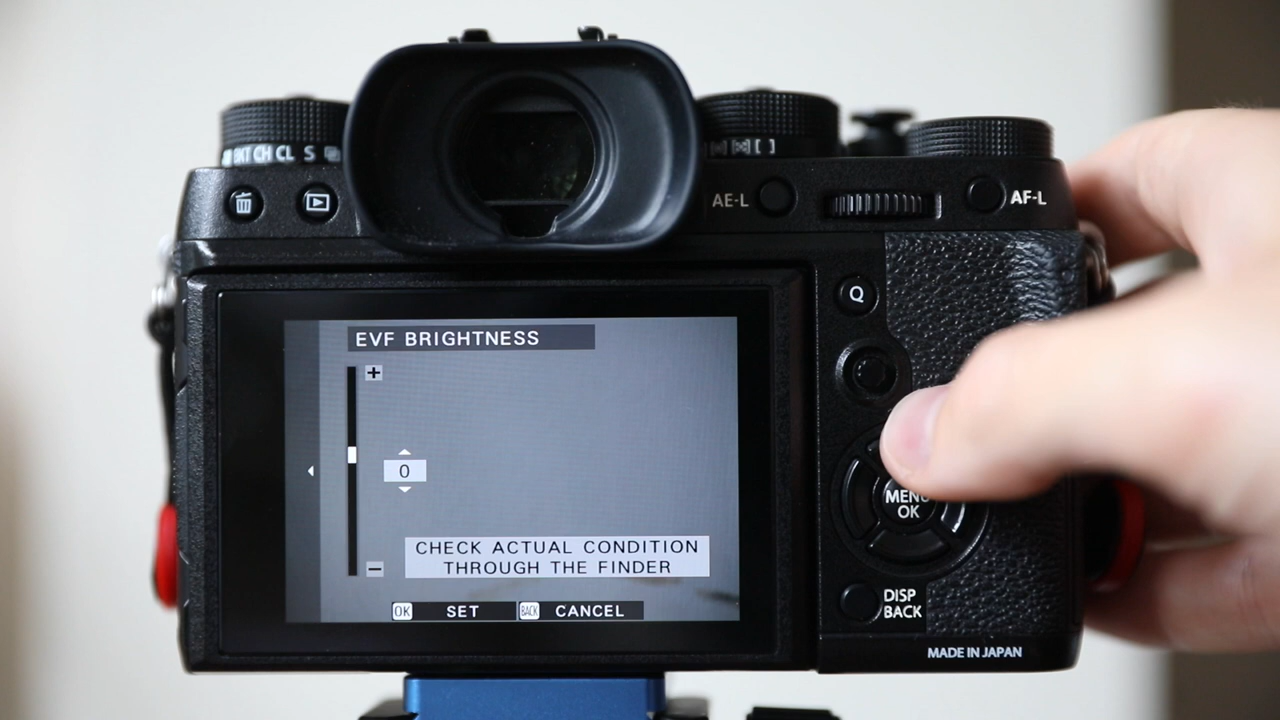 BKT CH CL S
AE-L
AF-L
Q
EVF BRIGHTNESS
+
0
CHECK ACTUAL CONDITION
THROUGH THE FINDER
−
OK SET BACK CANCEL
MENU
OK
DISP
BACK
MADE IN JAPAN